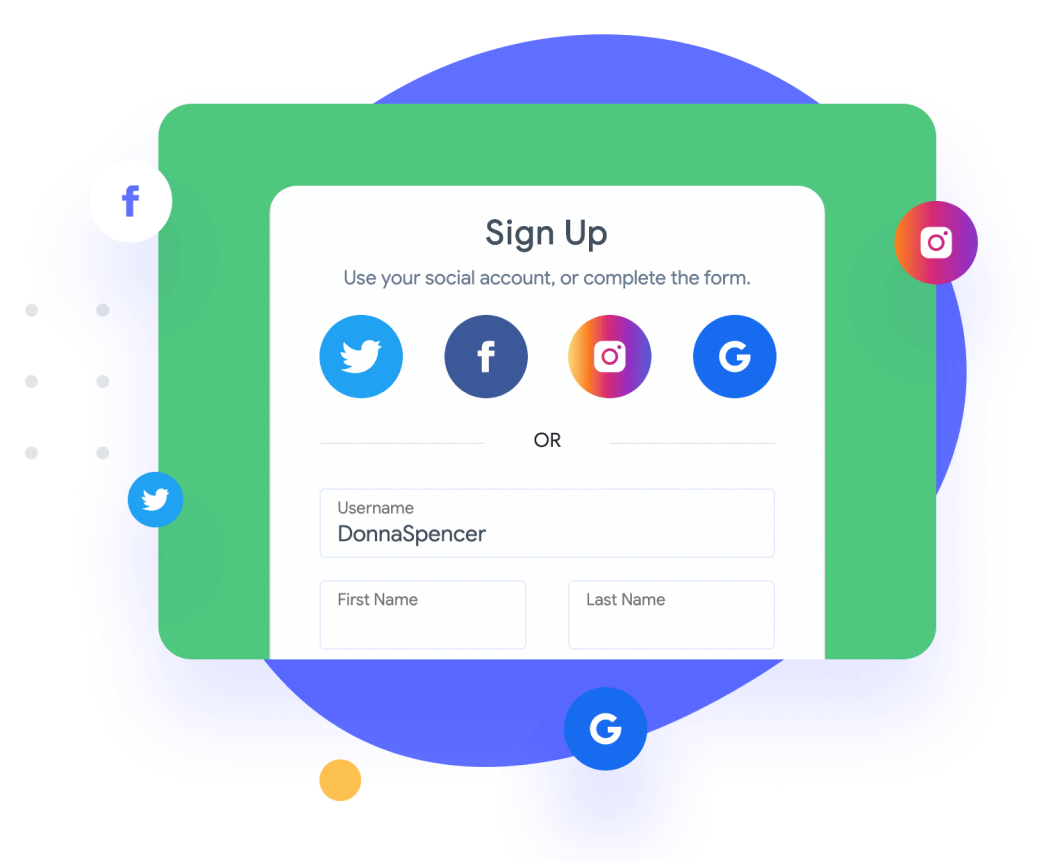 Sign Up
Use your social account, or complete the form.
OR
Username
DonnaSpencer
First Name
Last Name